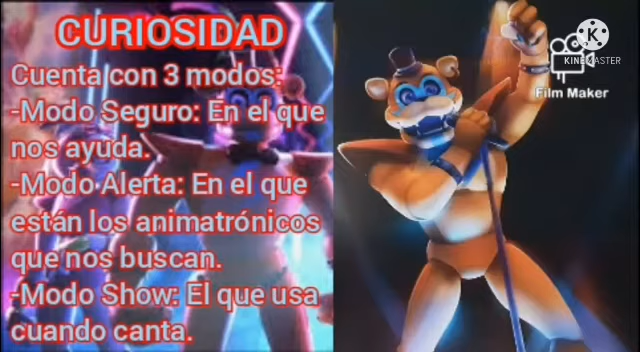 CURIOSIDAD
Cuenta con 3 modos:
-Modo Seguro: En el que
nos ayuda.
-Modo Alerta: En el que
están los animatrónicos
que nos buscan.
-Modo Show: El que usa
cuando canta.
K
KINEMASTER
Film Maker